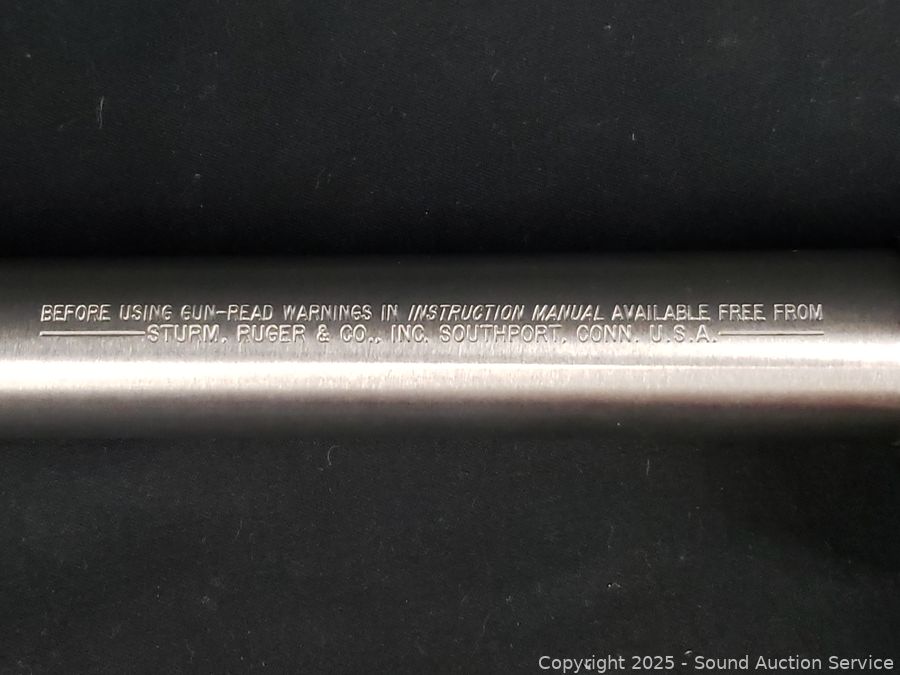 BEFORE USING GUN-READ WARNINGS IN INSTRUCTION MANUAL AVAILABLE FREE FROM
STURM, RUGER & CO., INC. SOUTHPORT, CONN. U.S.A.
Copyright © 2025 - Sound Auction Service